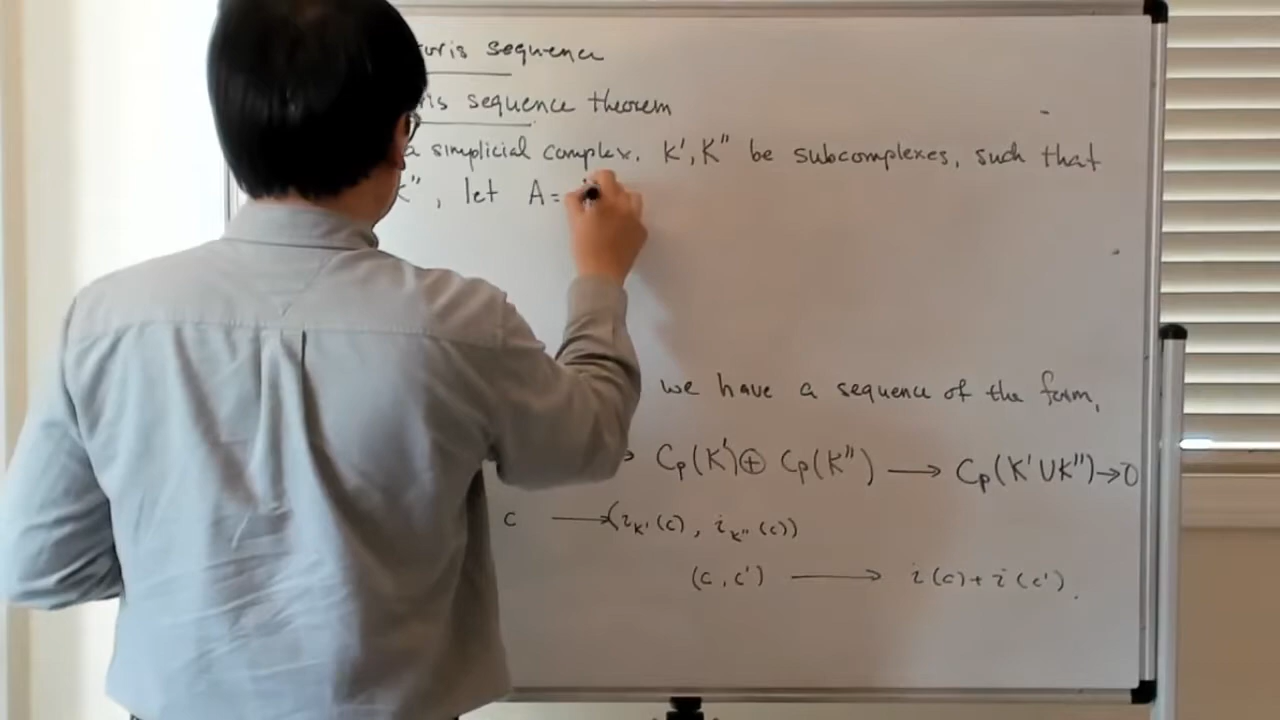 sequence
sequence theorem
a simplicial complex. K', K" be subcomplexes, such that
K", let A =
we have a sequence of the form,
→ Cp(K') ⊕ Cp(K") → Cp(K' ∪ K") → 0
c → (i_K'(c), i_K"(c))
(c, c') → i(c) + i(c').